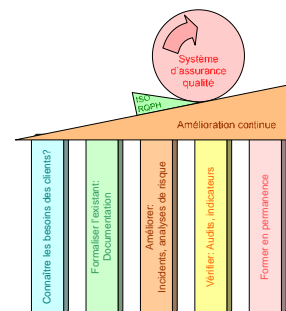 Système
d'assurance
qualité
ISO
RQPH
Amélioration continue
Connaître les besoins des clients?
Formaliser l'existant:
Documentation
Améliorer:
Incidents, analyses de risque
Vérifier: Audits, indicateurs
Former en permanence